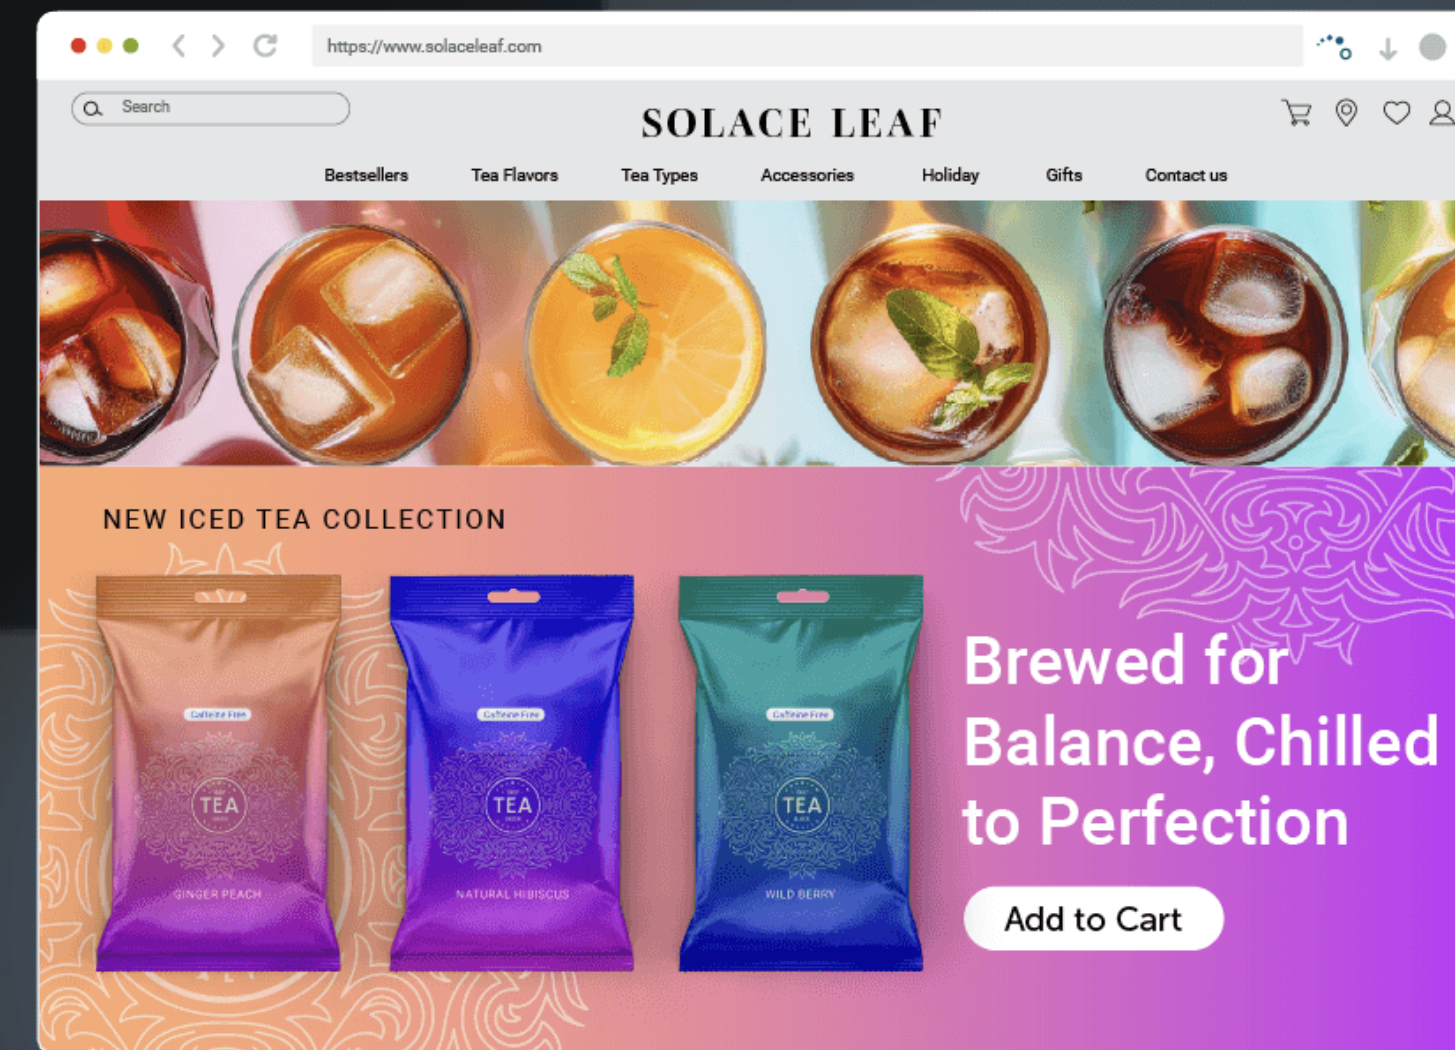 https://www.solaceleaf.com
Search
SOLACE LEAF
Bestsellers Tea Flavors Tea Types Accessories Holiday Gifts Contact us
NEW ICED TEA COLLECTION
Caffeine Free
TEA
GINGER PEACH
Caffeine Free
TEA
NATURAL HIBISCUS
Caffeine Free
TEA
WILD BERRY
Brewed for
Balance, Chilled
to Perfection
Add to Cart